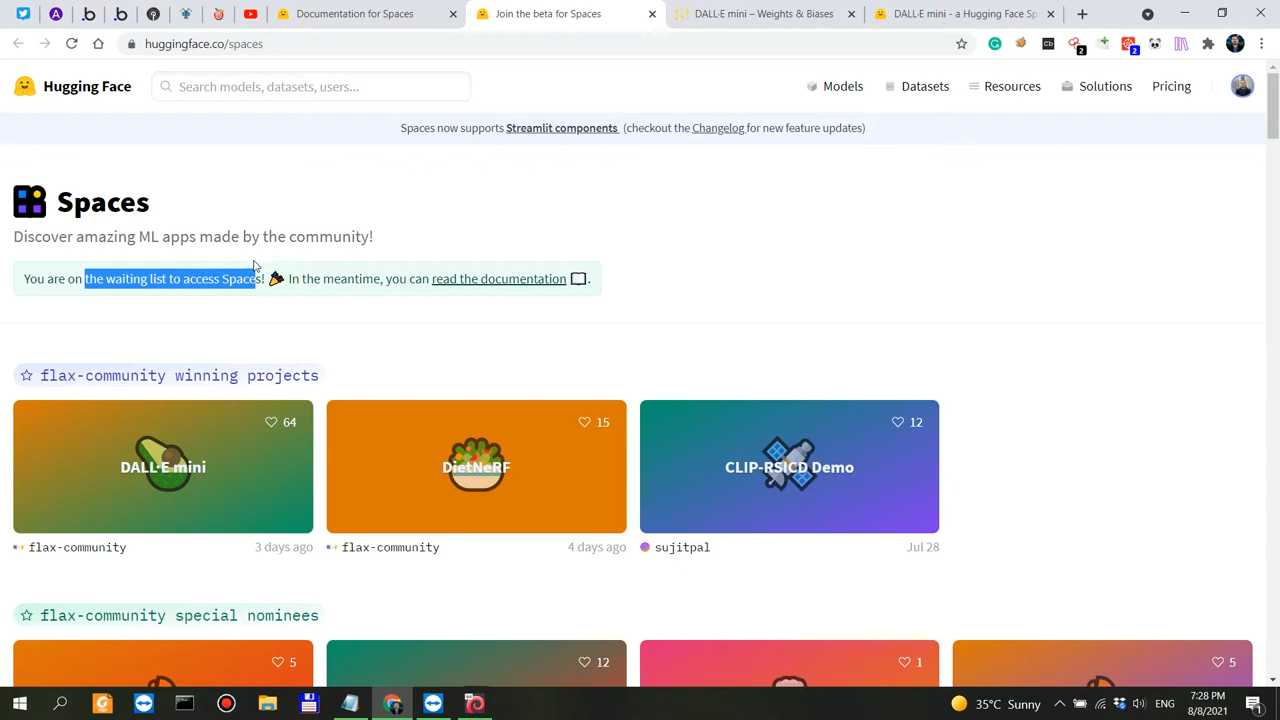 Documentation for Spaces
Join the beta for Spaces
DALL·E mini – Weights & Biases
DALL·E mini - a Hugging Face Sp
huggingface.co/spaces
2
2
Hugging Face
Search models, datasets, users...
Models
Datasets
Resources
Solutions
Pricing
Spaces now supports Streamlit components (checkout the Changelog for new feature updates)
Spaces
Discover amazing ML apps made by the community!
You are on the waiting list to access Spaces! In the meantime, you can read the documentation .
flax-community winning projects
64
15
12
DALL·E mini
DietNeRF
CLIP-RSICD Demo
flax-community
3 days ago
flax-community
4 days ago
sujitpal
Jul 28
flax-community special nominees
5
12
1
5
35°C Sunny
ENG
7:28 PM
8/8/2021
1